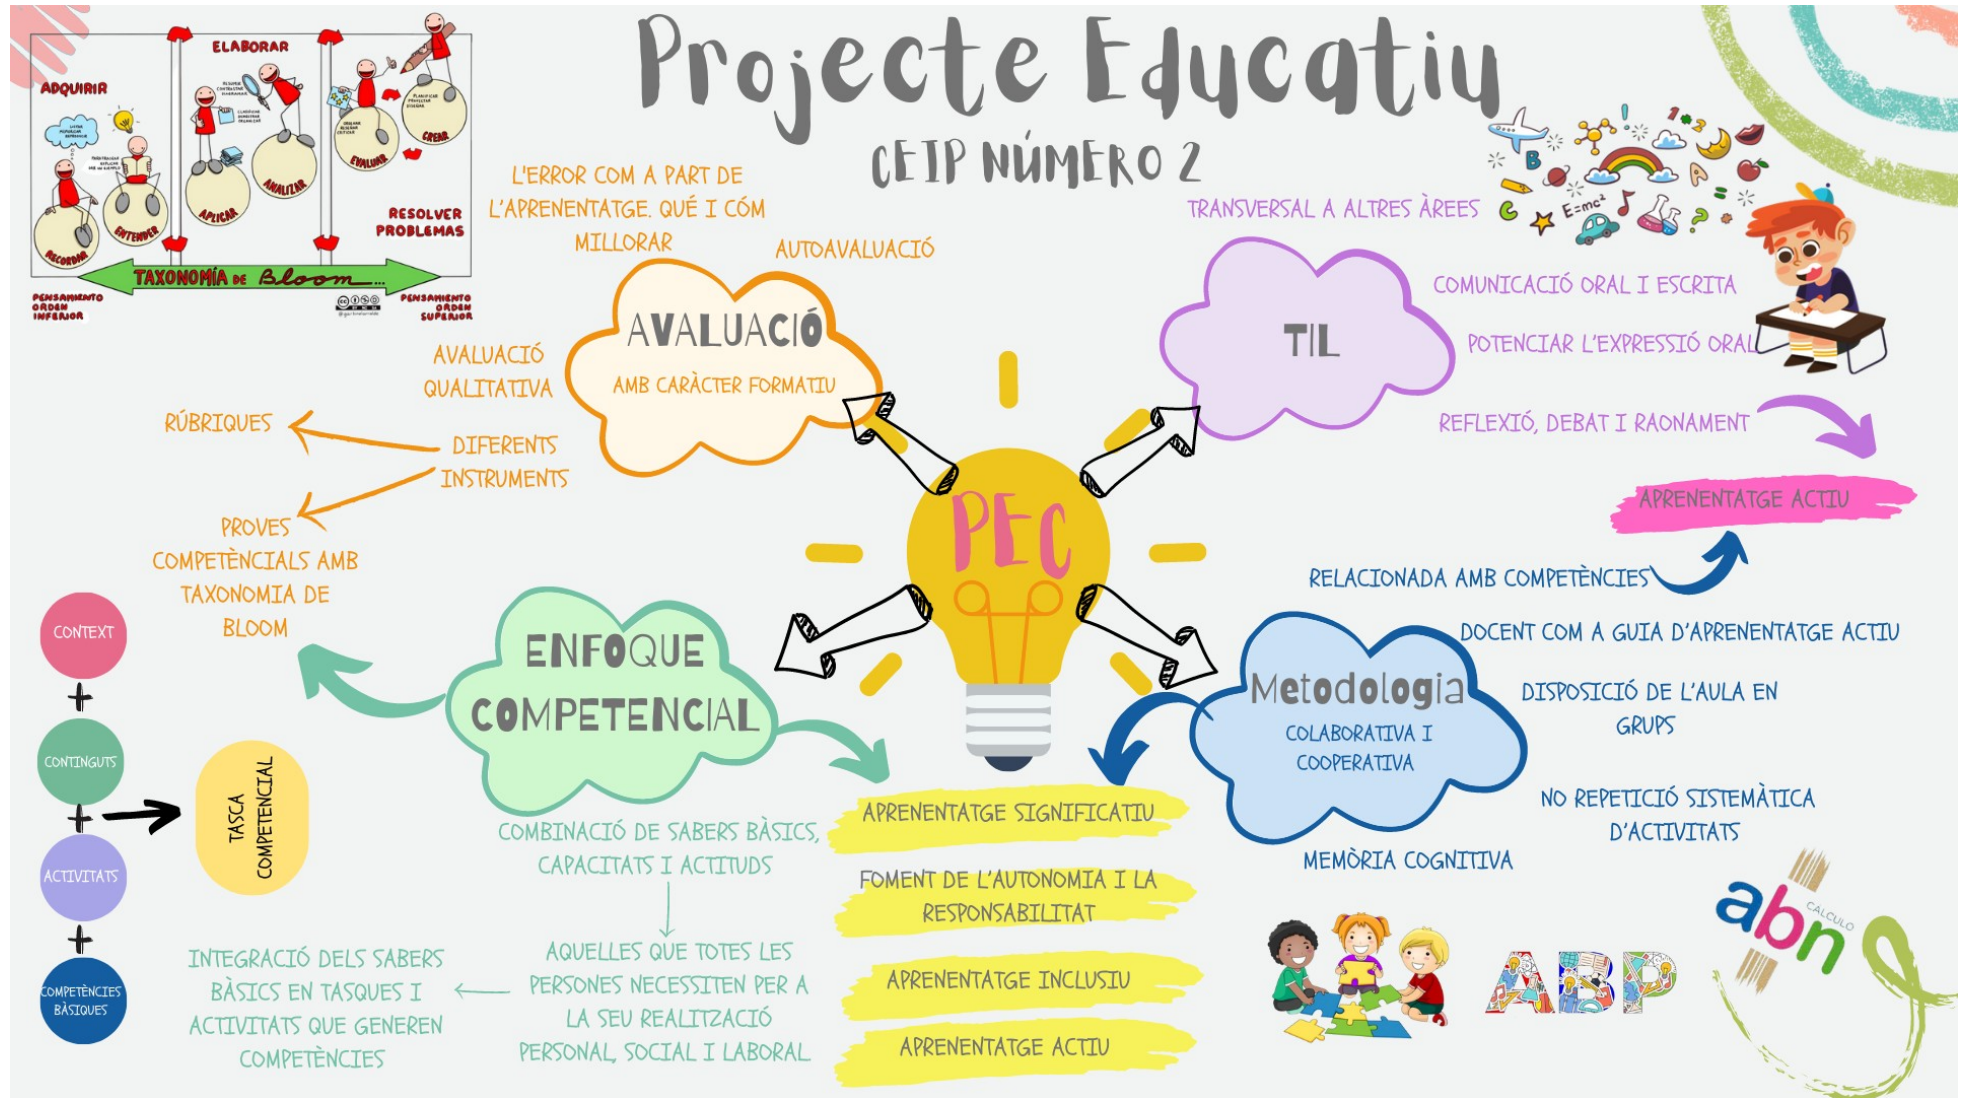 Projecte Educatiu
CEIP NÚMERO 2
ADQUIRIR
ELABORAR
RESOLVER
PROBLEMAS
RECORDAR
ENTENDER
APLICAR
ANALIZAR
EVALUAR
CREAR
TAXONOMÍA DE Bloom...
PENSAMIENTO
ORDEN
INFERIOR
PENSAMIENTO
ORDEN
SUPERIOR
L'ERROR COM A PART DE
L'APRENENTATGE. QUÉ I CÓM
MILLORAR
AUTOAVALUACIÓ
AVALUACIÓ
AMB CARÀCTER FORMATIU
AVALUACIÓ
QUALITATIVA
RÚBRIQUES
DIFERENTS
INSTRUMENTS
PROVES
COMPETÈNCIALS AMB
TAXONOMIA DE
BLOOM
TRANSVERSAL A ALTRES ÀREES
B
A
C
E=mc²
TIL
COMUNICACIÓ ORAL I ESCRITA
POTENCIAR L'EXPRESSIÓ ORAL
REFLEXIÓ, DEBAT I RAONAMENT
APRENENTATGE ACTIU
PEC
RELACIONADA AMB COMPETÈNCIES
DOCENT COM A GUIA D'APRENENTATGE ACTIU
Metodologia
COLABORATIVA I
COOPERATIVA
DISPOSICIÓ DE L'AULA EN
GRUPS
NO REPETICIÓ SISTEMÀTICA
D'ACTIVITATS
MEMÒRIA COGNITIVA
ENFOQUE
COMPETENCIAL
CONTEXT
+
CONTINGUTS
+
ACTIVITATS
+
COMPETÈNCIES
BÀSIQUES
TASCA
COMPETENCIAL
COMBINACIÓ DE SABERS BÀSICS,
CAPACITATS I ACTITUDS
AQUELLES QUE TOTES LES
PERSONES NECESSITEN PER A
LA SEU REALITZACIÓ
PERSONAL, SOCIAL I LABORAL
INTEGRACIÓ DELS SABERS
BÀSICS EN TASQUES I
ACTIVITATS QUE GENEREN
COMPETÈNCIES
APRENENTATGE SIGNIFICATIU
FOMENT DE L'AUTONOMIA I LA
RESPONSABILITAT
APRENENTATGE INCLUSIU
APRENENTATGE ACTIU
ABP
CALCULO
abn